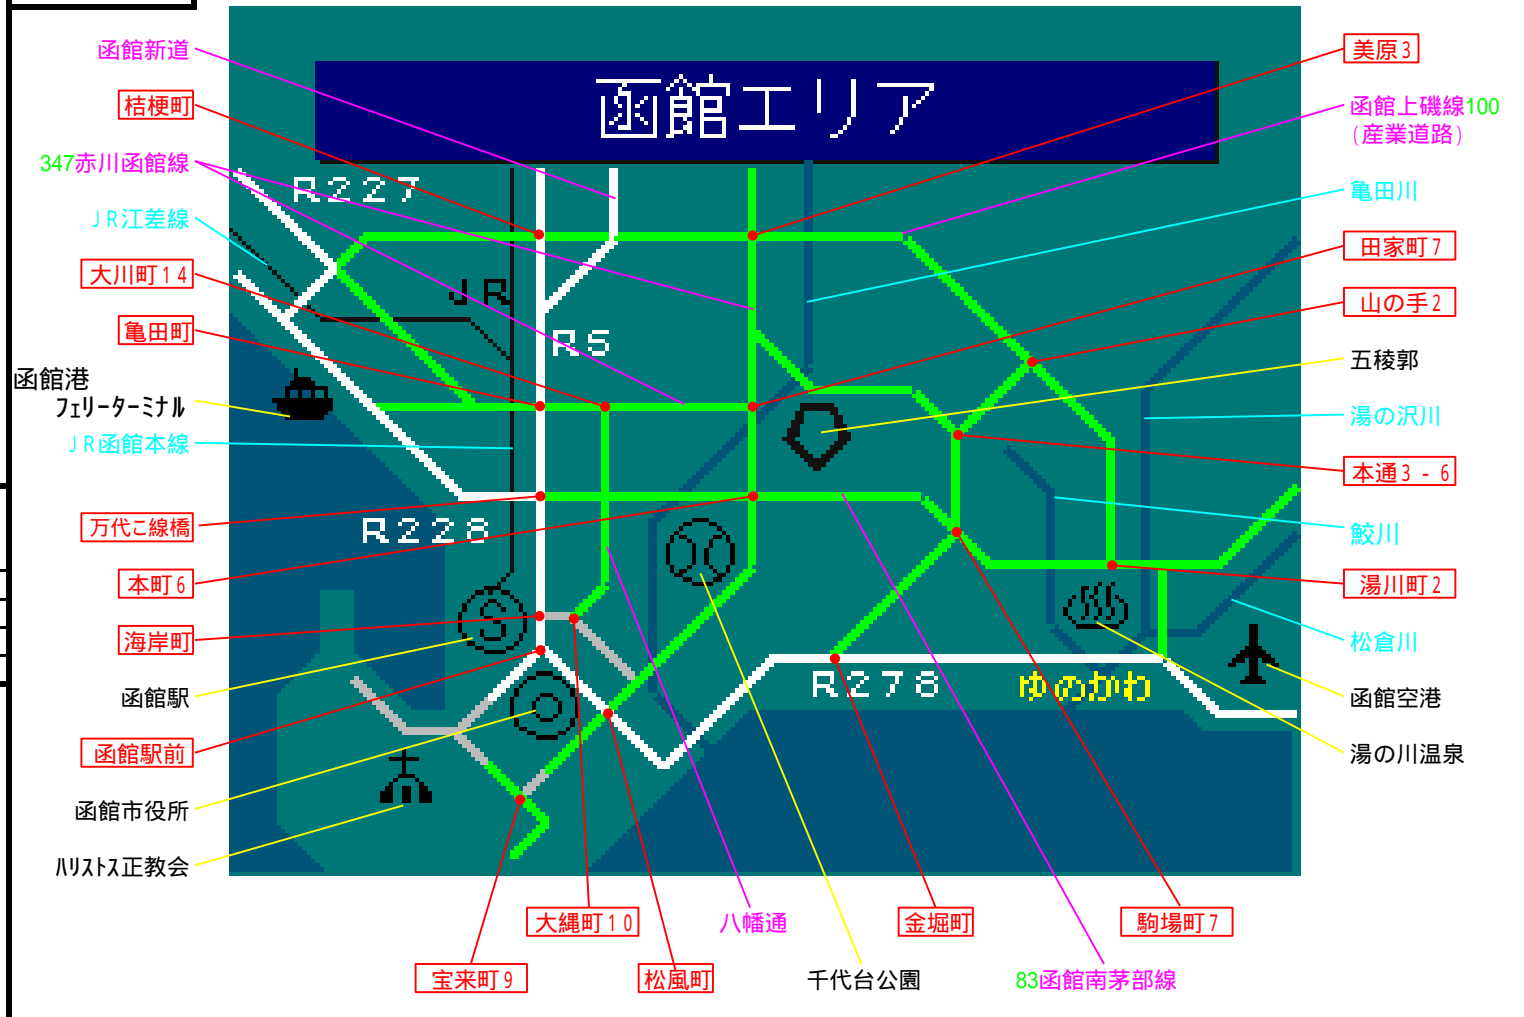 函館エリア
函館新道
桔梗町
347赤川函館線
JR江差線
大川町14
亀田町
函館港
フェリーターミナル
JR函館本線
万代こ線橋
本町6
海岸町
函館駅
函館駅前
函館市役所
ハリストス正教会
R227
JR
R5
R228
R278
ゆのかわ
美原3
函館上磯線100
(産業道路)
亀田川
田家町7
山の手2
五稜郭
湯の沢川
本通3-6
鮫川
湯川町2
松倉川
函館空港
湯の川温泉
大縄町10
八幡通
金堀町
駒場町7
宝来町9
松風町
千代台公園
83函館南茅部線